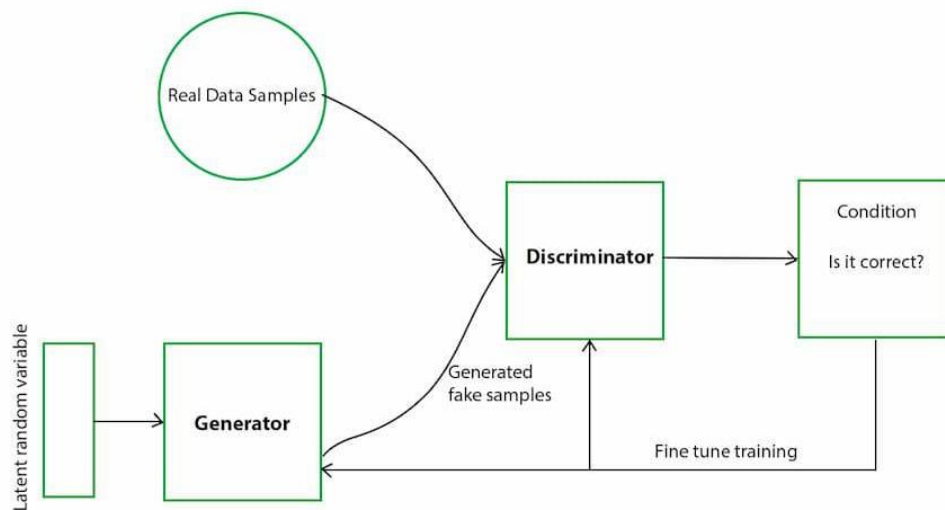 Real Data Samples
Condition
Discriminator
Is it correct?
Latent random variable
Generated
fake samples
Generator
Fine tune training